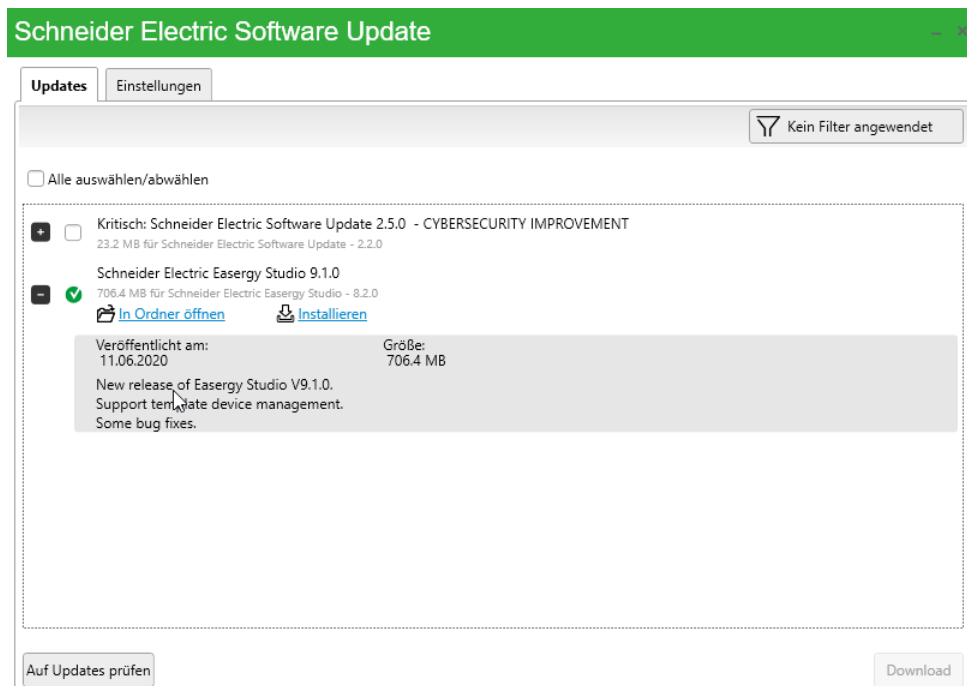 Schneider Electric Software Update
Updates
Einstellungen
Kein Filter angewendet
Alle auswählen/abwählen
Kritisch: Schneider Electric Software Update 2.5.0 - CYBERSECURITY IMPROVEMENT
23.2 MB für Schneider Electric Software Update - 2.2.0
Schneider Electric Easergy Studio 9.1.0
706.4 MB für Schneider Electric Easergy Studio - 8.2.0
In Ordner öffnen
Installieren
Veröffentlicht am:
Größe:
11.06.2020
706.4 MB
New release of Easergy Studio V9.1.0.
Support template device management.
Some bug fixes.
Auf Updates prüfen
Download